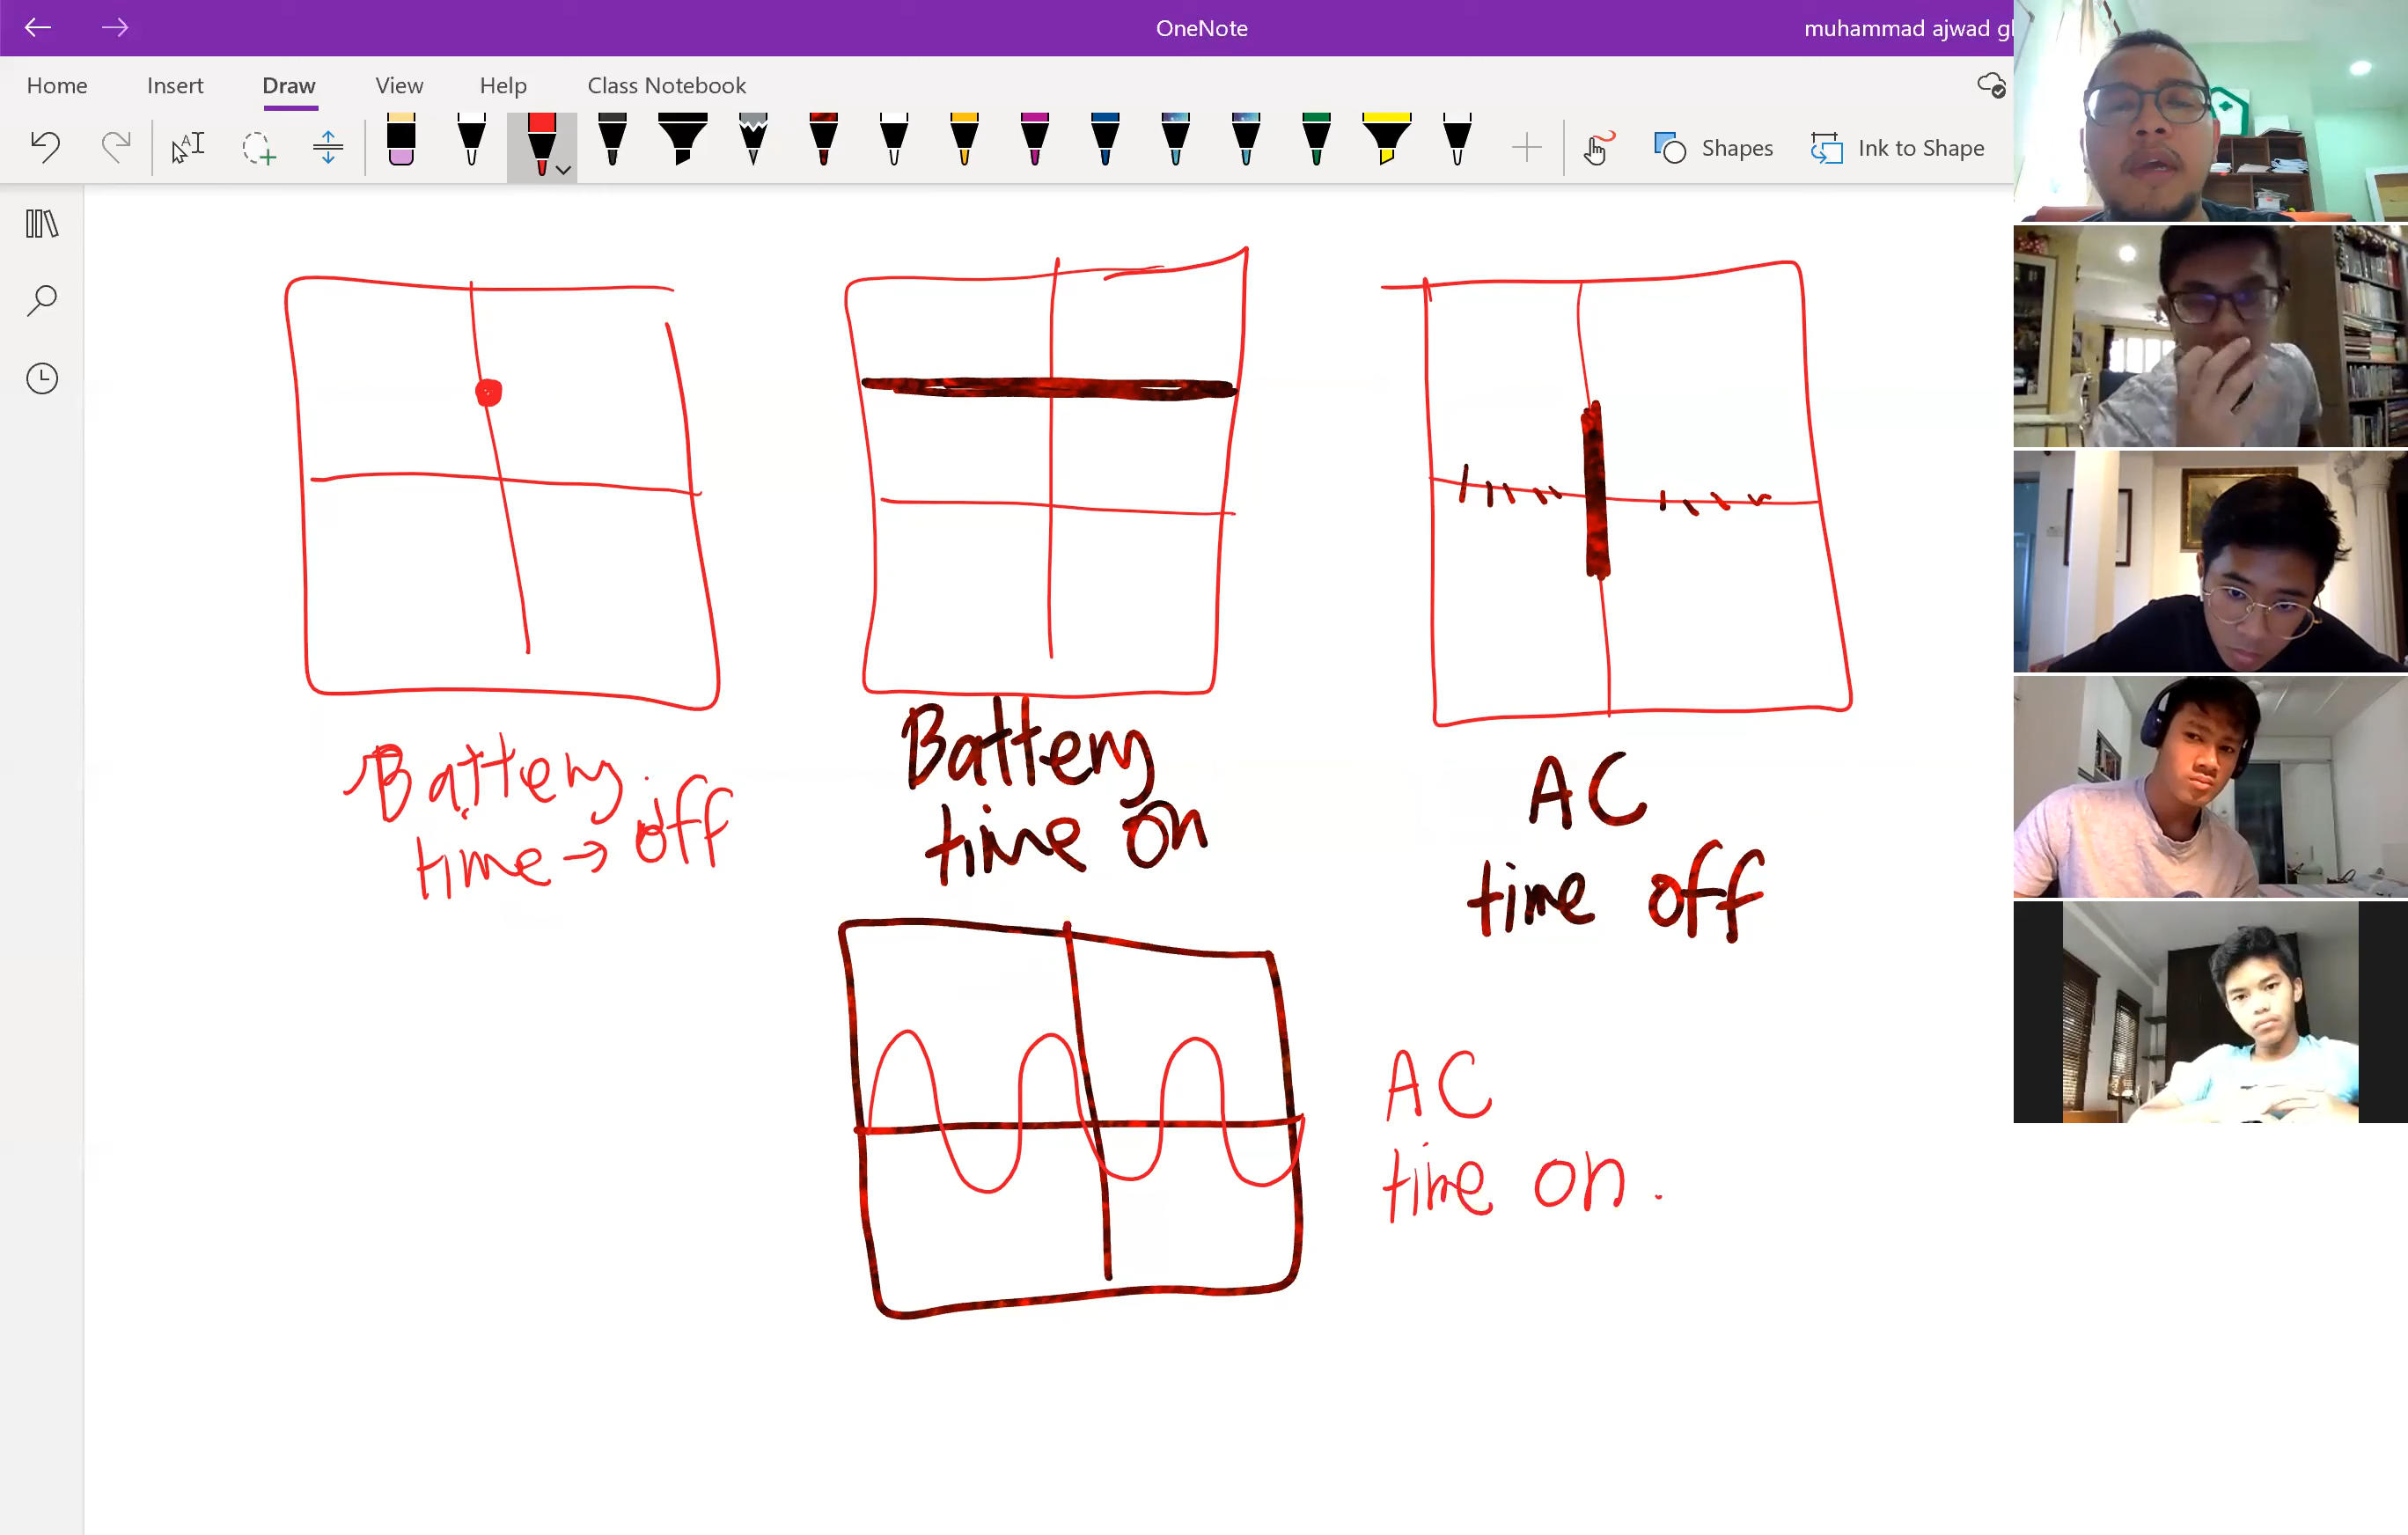 OneNote
muhammad ajwad
Home Insert Draw View Help Class Notebook
Shapes Ink to Shape
Battery
time → off
Battery
time on
AC
time off
AC
time on.